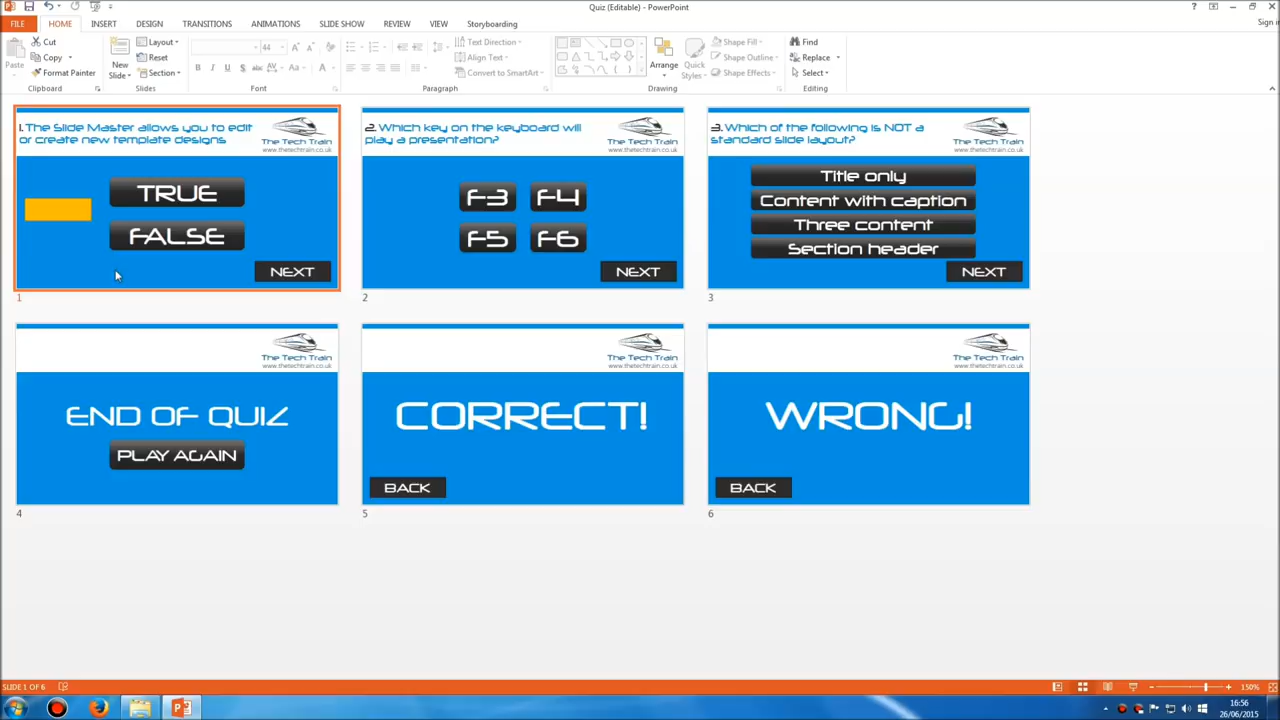 Quiz (Editable) - PowerPoint
FILE HOME INSERT DESIGN TRANSITIONS ANIMATIONS SLIDE SHOW REVIEW VIEW Storyboarding Sign in
Paste
Cut
Copy
Format Painter
Clipboard
New Slide
Layout
Reset
Section
Slides
44
Font
Text Direction
Align Text
Convert to SmartArt
Paragraph
Arrange
Quick Styles
Shape Fill
Shape Outline
Shape Effects
Drawing
Find
Replace
Select
Editing
1. The Slide Master allows you to edit
or create new template designs
The Tech Train
www.thetechtrain.co.uk
TRUE
FALSE
NEXT
1
2. Which key on the keyboard will
play a presentation?
The Tech Train
www.thetechtrain.co.uk
F3 F4
F5 F6
NEXT
2
3. Which of the following is NOT a
standard slide layout?
The Tech Train
www.thetechtrain.co.uk
Title only
Content with caption
Three content
Section header
NEXT
3
The Tech Train
www.thetechtrain.co.uk
END OF QUIZ
PLAY AGAIN
4
The Tech Train
www.thetechtrain.co.uk
CORRECT!
BACK
5
The Tech Train
www.thetechtrain.co.uk
WRONG!
BACK
6
SLIDE 1 OF 6
150%
16:56
26/06/2015